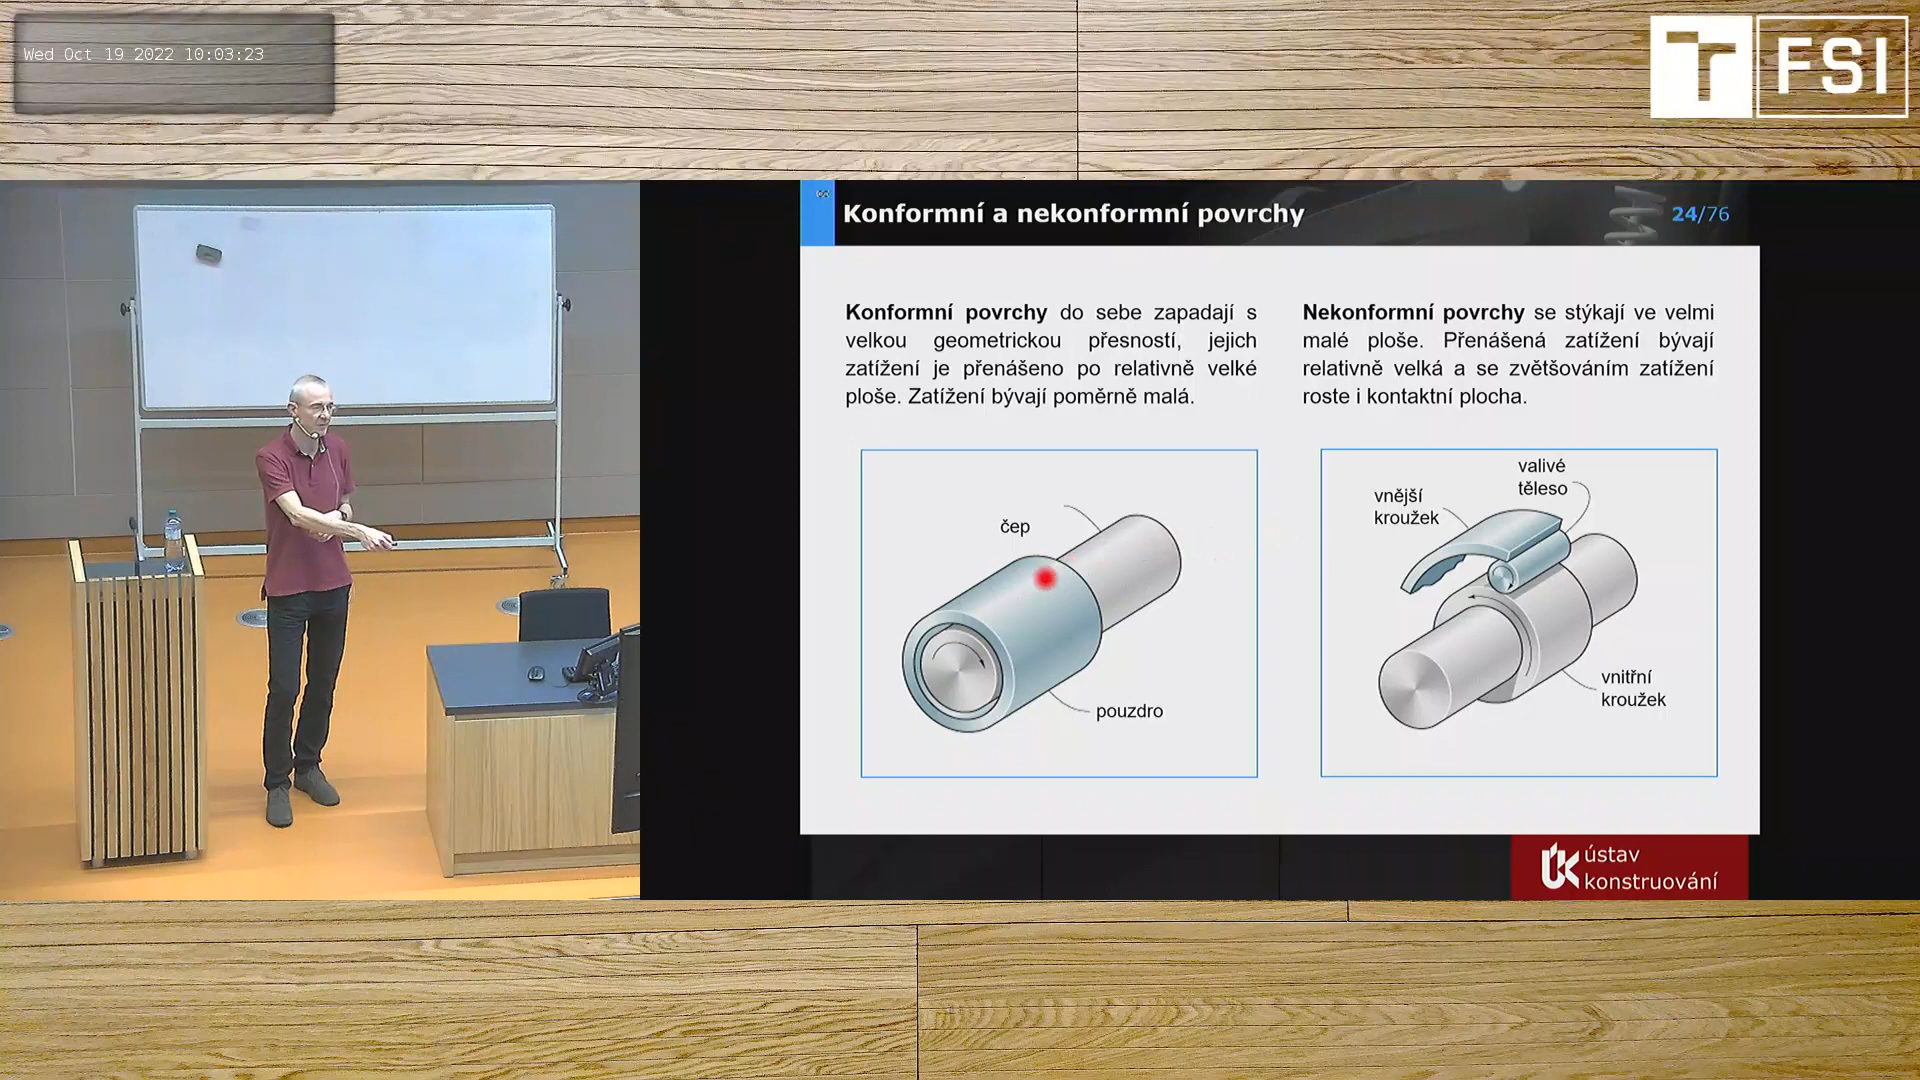 Wed Oct 19 2022 10:03:23
T FSI
Konformní a nekonformní povrchy
24/76
Konformní povrchy do sebe zapadají s
velkou geometrickou přesností, jejich
zatížení je přenášeno po relativně velké
ploše. Zatížení bývají poměrně malá.
Nekonformní povrchy se stýkají ve velmi
malé ploše. Přenášená zatížení bývají
relativně velká a se zvětšováním zatížení
roste i kontaktní plocha.
čep
pouzdro
valivé
těleso
vnější
kroužek
vnitřní
kroužek
ÚK ústav
konstruování